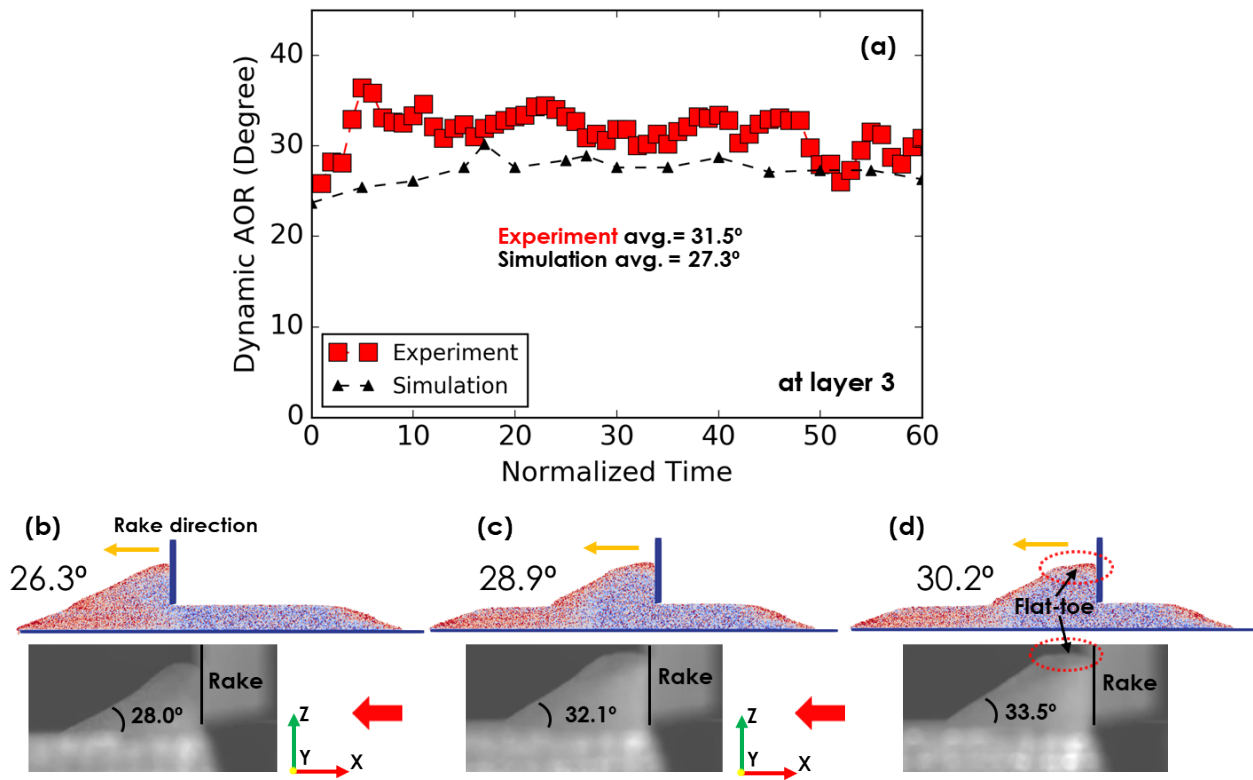 (a)
40
30
20
10
0
Dynamic AOR (Degree)
Experiment avg.= 31.5º
Simulation avg. = 27.3º
Experiment
Simulation
at layer 3
0 10 20 30 40 50 60
Normalized Time
(b) (c) (d)
Rake direction
26.3º 28.9º 30.2º
Flat-toe
Rake Rake Rake
28.0º 32.1º 33.5º
Z Z
Y X Y X